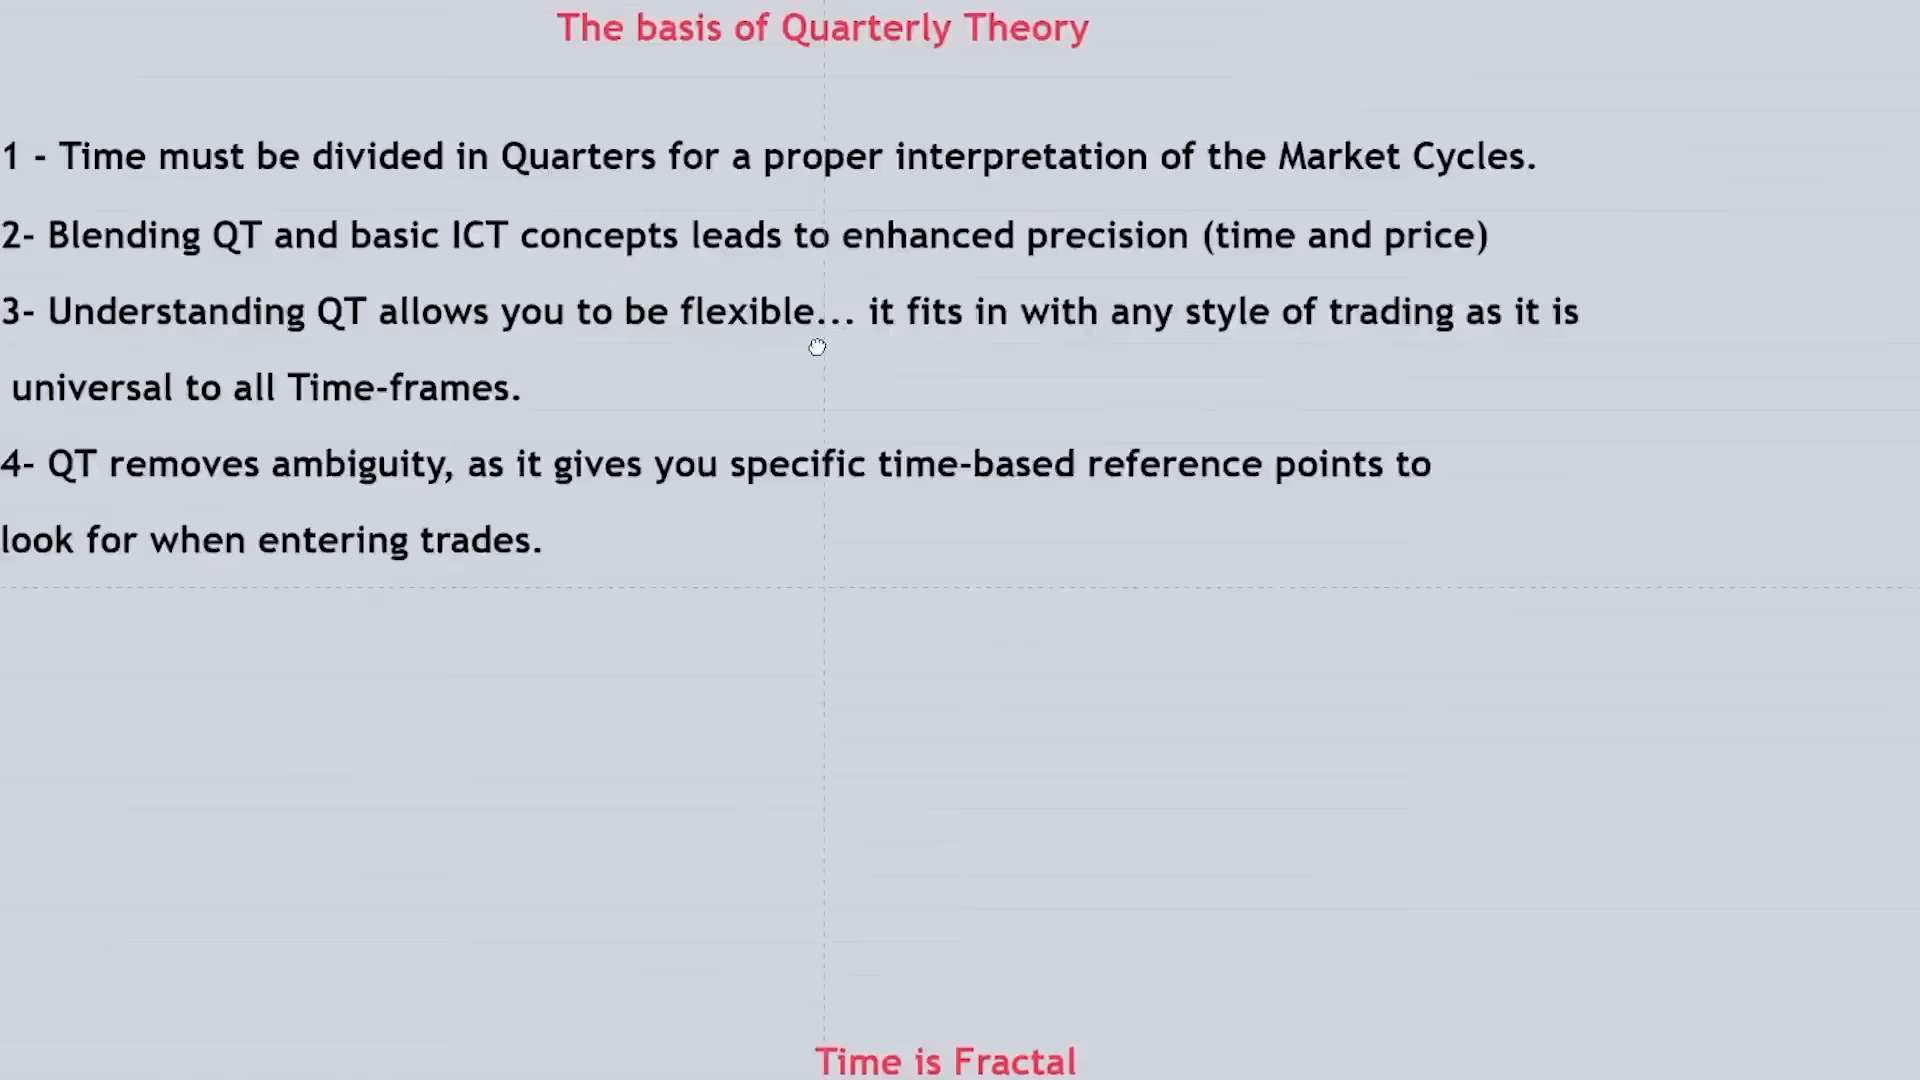 The basis of Quarterly Theory
1 - Time must be divided in Quarters for a proper interpretation of the Market Cycles.
2- Blending QT and basic ICT concepts leads to enhanced precision (time and price)
3- Understanding QT allows you to be flexible... it fits in with any style of trading as it is
universal to all Time-frames.
4- QT removes ambiguity, as it gives you specific time-based reference points to
look for when entering trades.
Time is Fractal